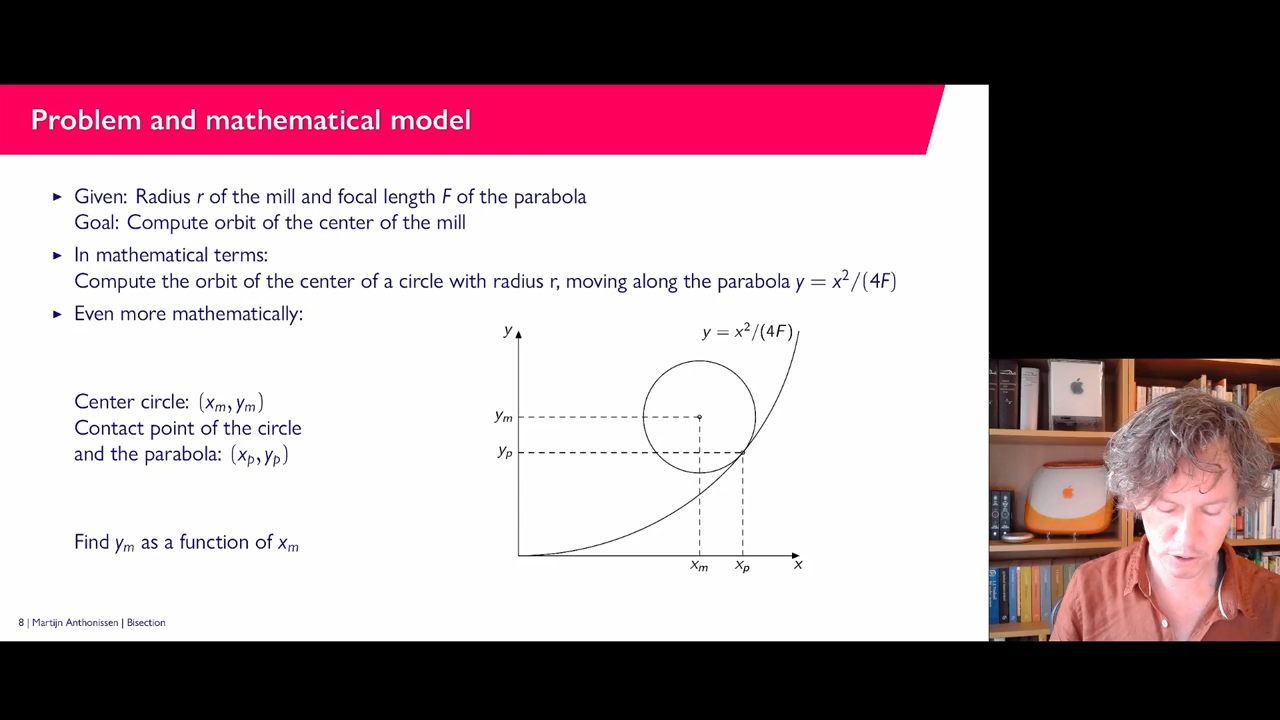 Problem and mathematical model
▸ Given: Radius r of the mill and focal length F of the parabola
Goal: Compute orbit of the center of the mill
▸ In mathematical terms:
Compute the orbit of the center of a circle with radius r, moving along the parabola y = x²/(4F)
▸ Even more mathematically:
y
y = x²/(4F)
Center circle: (xₘ, yₘ)
yₘ
Contact point of the circle
and the parabola: (xₚ, yₚ)
yₚ
Find yₘ as a function of xₘ
xₘ xₚ x
8 | Martijn Anthonissen | Bisection